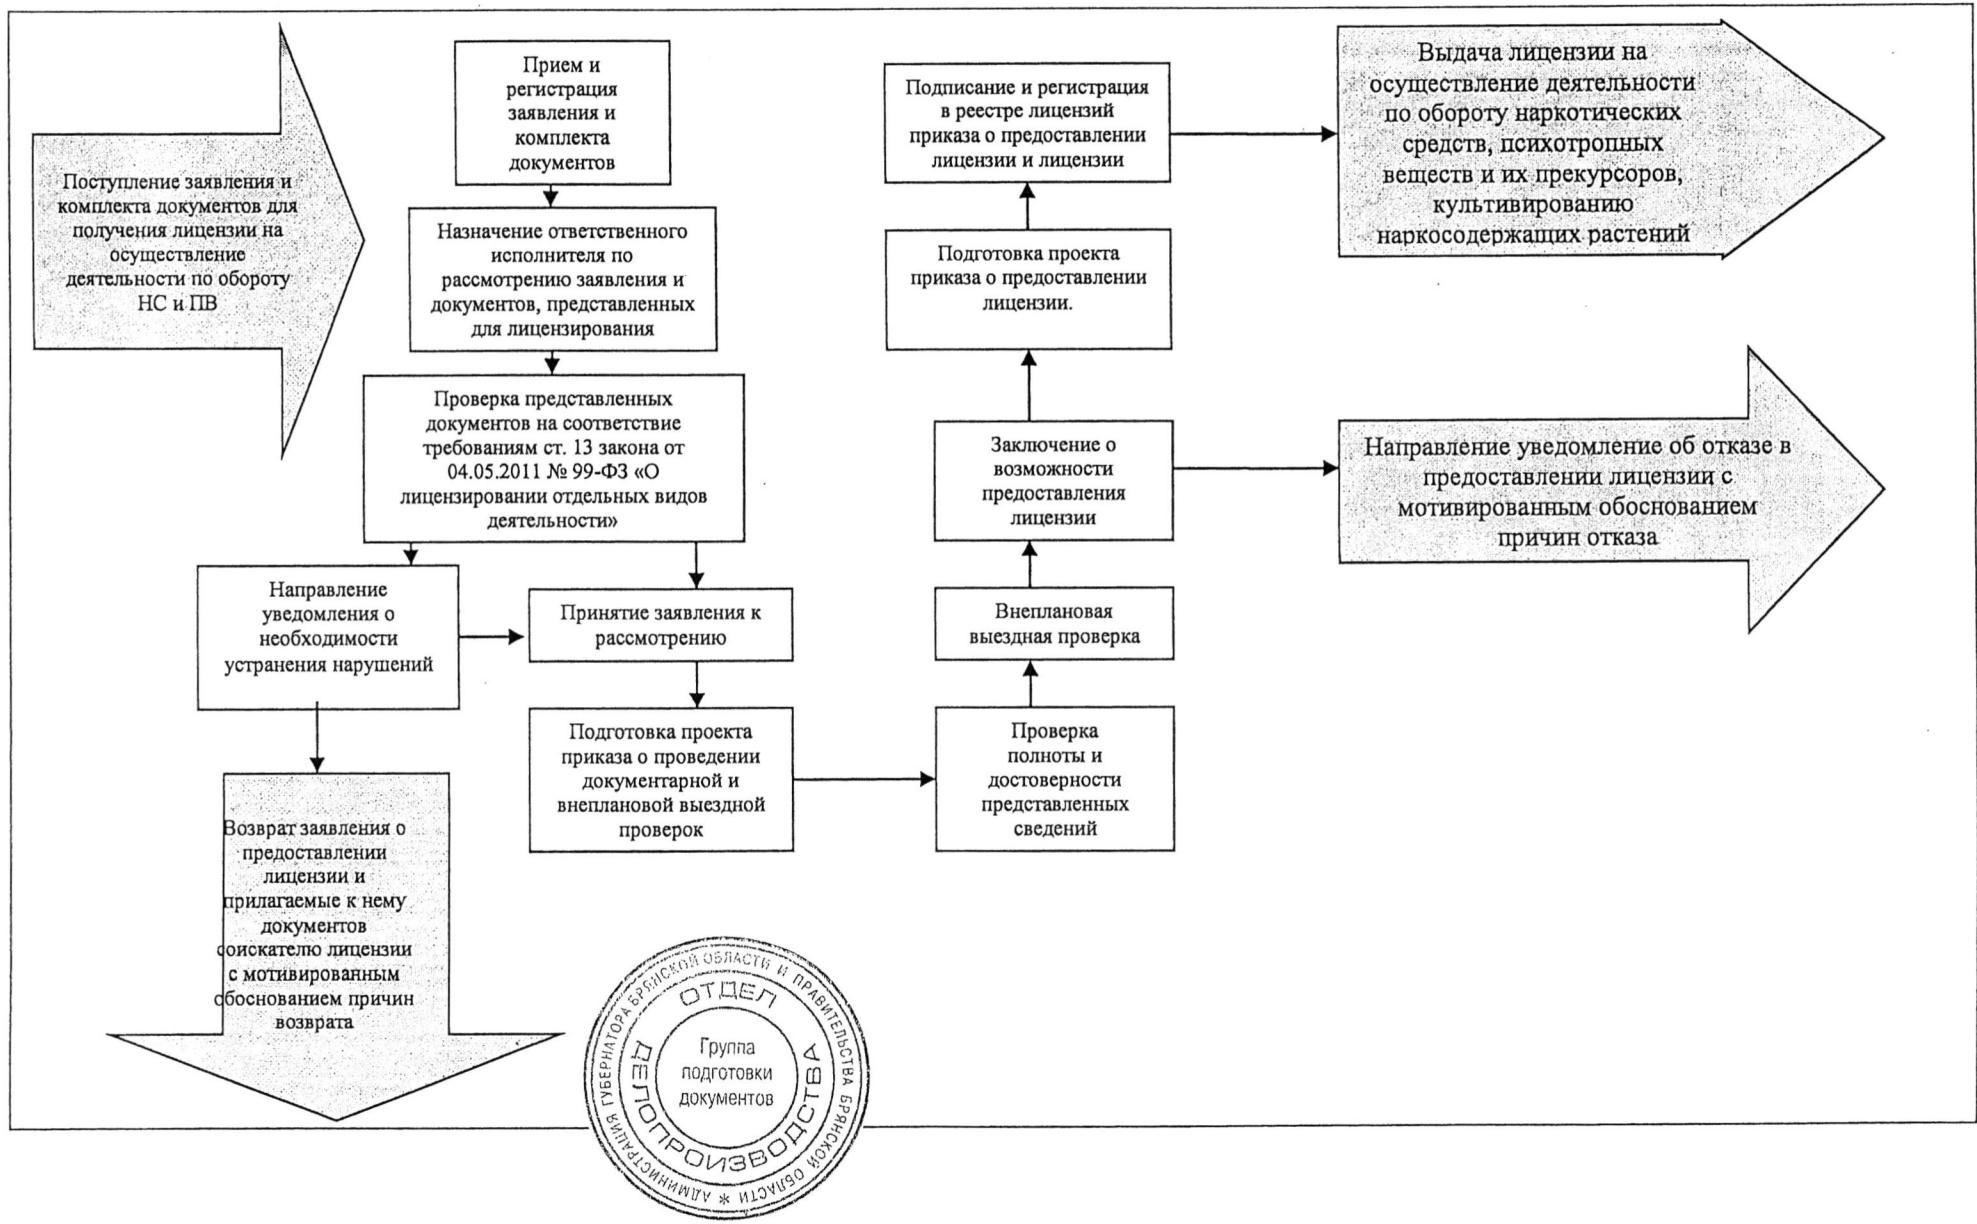 Поступление заявления и
комплекта документов для
получения лицензии на
осуществление
деятельности по обороту
НС и ПВ
Прием и
регистрация
заявления и
комплекта
документов
Назначение ответственного
исполнителя по
рассмотрению заявления и
документов, представленных
для лицензирования
Проверка представленных
документов на соответствие
требованиям ст. 13 закона от
04.05.2011 № 99-ФЗ «О
лицензировании отдельных видов
деятельности»
Направление
уведомления о
необходимости
устранения нарушений
Возврат заявления о
предоставлении
лицензии и
прилагаемые к нему
документов
соискателю лицензии
с мотивированным
обоснованием причин
возврата
Принятие заявления к
рассмотрению
Подготовка проекта
приказа о проведении
документарной и
внеплановой выездной
проверок
Проверка
полноты и
достоверности
представленных
сведений
Внеплановая
выездная проверка
Заключение о
возможности
предоставления
лицензии
Подготовка проекта
приказа о предоставлении
лицензии.
Подписание и регистрация
в реестре лицензий
приказа о предоставлении
лицензии и лицензии
Выдача лицензии на
осуществление деятельности
по обороту наркотических
средств, психотропных
веществ и их прекурсоров,
культивированию
наркосодержащих растений
Направление уведомление об отказе в
предоставлении лицензии с
мотивированным обоснованием
причин отказа
АДМИНИСТРАЦИЯ ГУБЕРНАТОРА БРЯНСКОЙ ОБЛАСТИ И ПРАВИТЕЛЬСТВА БРЯНСКОЙ ОБЛАСТИ *
ОТДЕЛ
ДЕЛОПРОИЗВОДСТВА
Группа
подготовки
документов